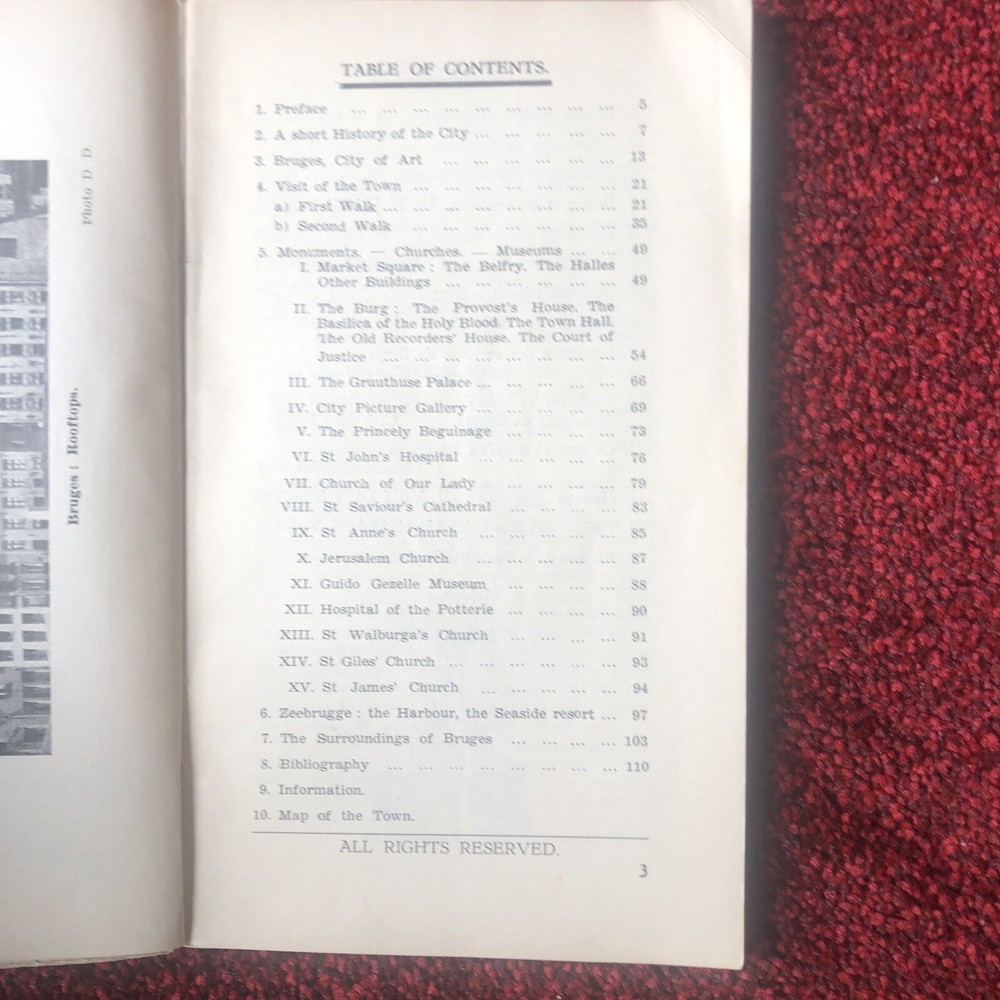 Photo D. D.
Bruges : Rooftops.
TABLE OF CONTENTS.
1. Preface ... ... ... ... ... ... ... ... ... 5
2. A short History of the City ... ... ... ... ... 7
3. Bruges, City of Art ... ... ... ... ... ... 13
4. Visit of the Town ... ... ... ... ... ... ... 21
a) First Walk ... ... ... ... ... ... ... ... 21
b) Second Walk ... ... ... ... ... ... ... 35
5. Monuments. — Churches. — Museums ... ... 49
I. Market Square : The Belfry. The Halles
Other Buildings ... ... ... ... ... ... 49
II. The Burg : The Provost's House. The
Basilica of the Holy Blood. The Town Hall.
The Old Recorders' House. The Court of
Justice ... ... ... ... ... ... ... ... 54
III. The Gruuthuse Palace ... ... ... ... ... 66
IV. City Picture Gallery ... ... ... ... ... 69
V. The Princely Beguinage ... ... ... ... 73
VI. St John's Hospital ... ... ... ... ... 76
VII. Church of Our Lady ... ... ... ... 79
VIII. St Saviour's Cathedral ... ... ... ... 83
IX. St Anne's Church ... ... ... ... ... 85
X. Jerusalem Church ... ... ... ... ... 87
XI. Guido Gezelle Museum ... ... ... ... 88
XII. Hospital of the Potterie ... ... ... ... 90
XIII. St Walburga's Church ... ... ... ... 91
XIV. St Giles' Church ... ... ... ... ... ... 93
XV. St James' Church ... ... ... ... ... 94
6. Zeebrugge : the Harbour, the Seaside resort ... 97
7. The Surroundings of Bruges ... ... ... ... 103
8. Bibliography ... ... ... ... ... ... ... ... 110
9. Information.
10. Map of the Town.
ALL RIGHTS RESERVED.
3